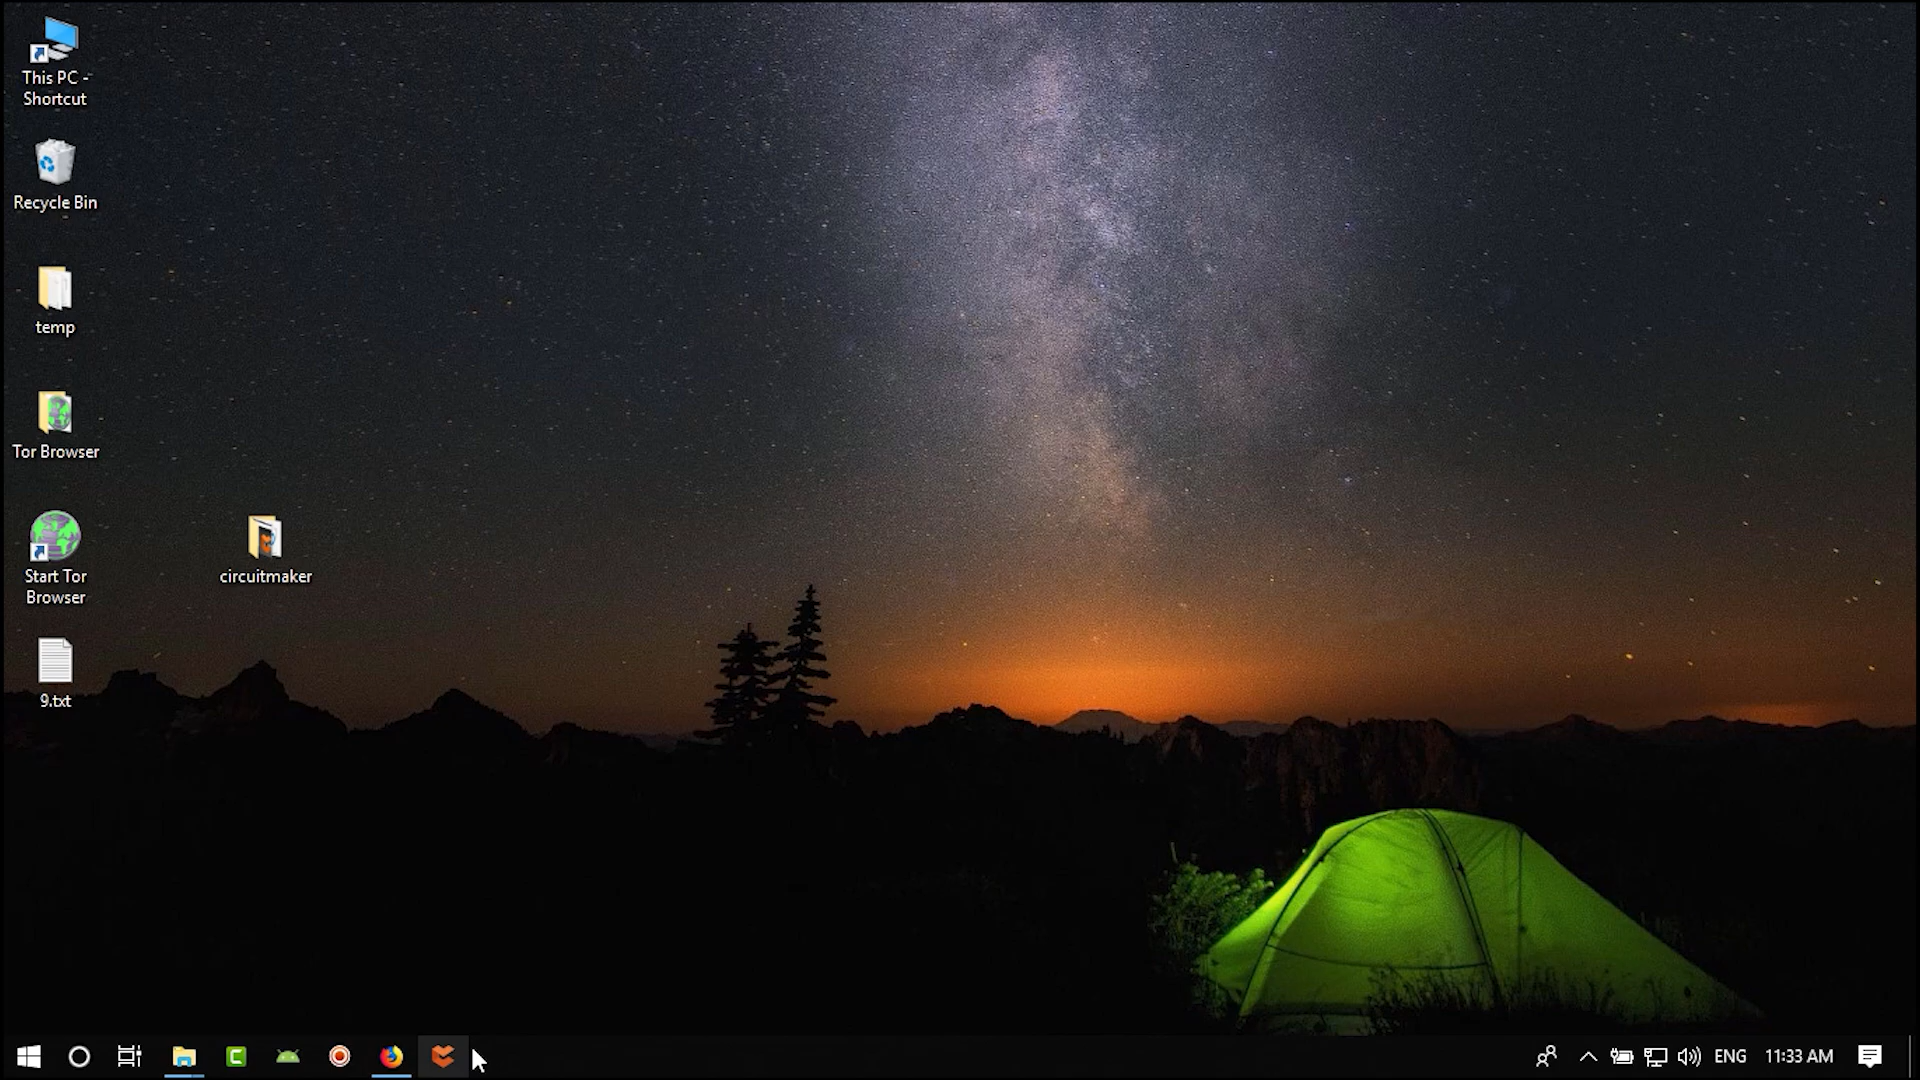 This PC -
Shortcut
Recycle Bin
temp
Tor Browser
Start Tor
Browser
circuitmaker
9.txt
ENG
11:33 AM